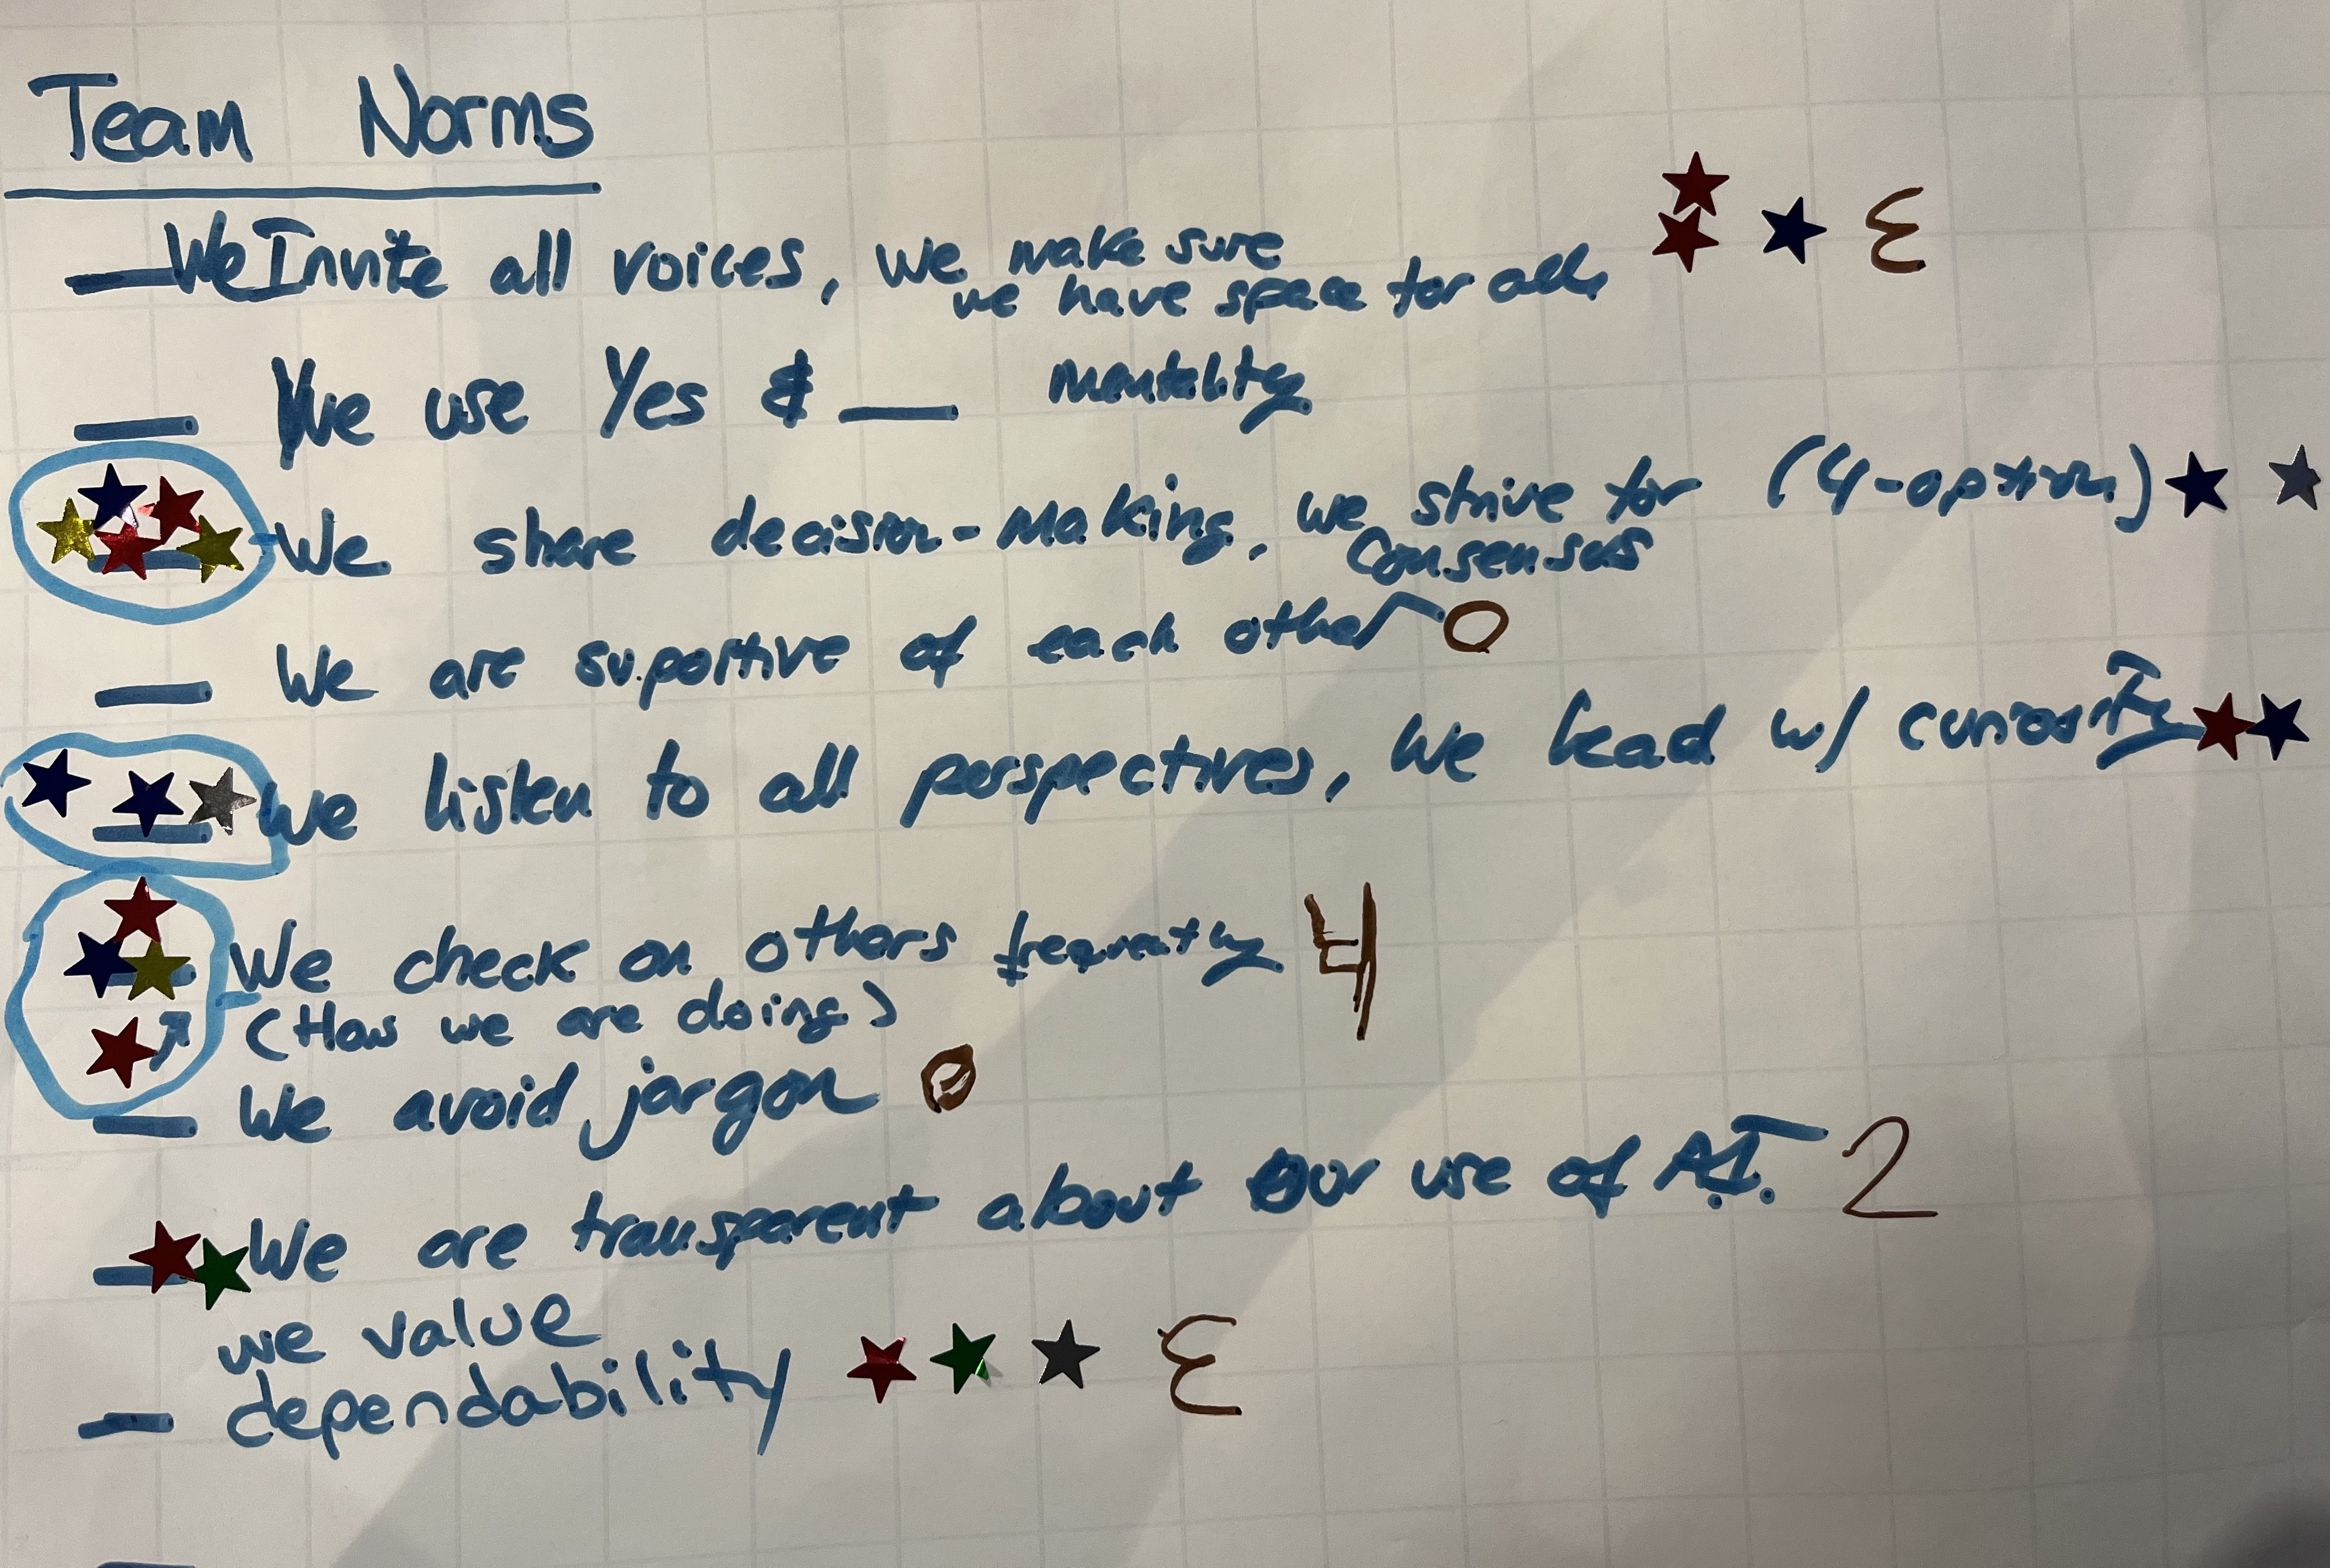 Team Norms
We Invite all voices, we make sure
we have space for all
We use Yes & __ mentality
We share decision-making, we strive for (4-option)
consensus
We are suportive of each other 0
We listen to all perspectives, we lead w/ curiosity
We check on others frequently 4
(How we are doing)
We avoid jargon 0
We are transparent about our use of A.I. 2
we value
dependability